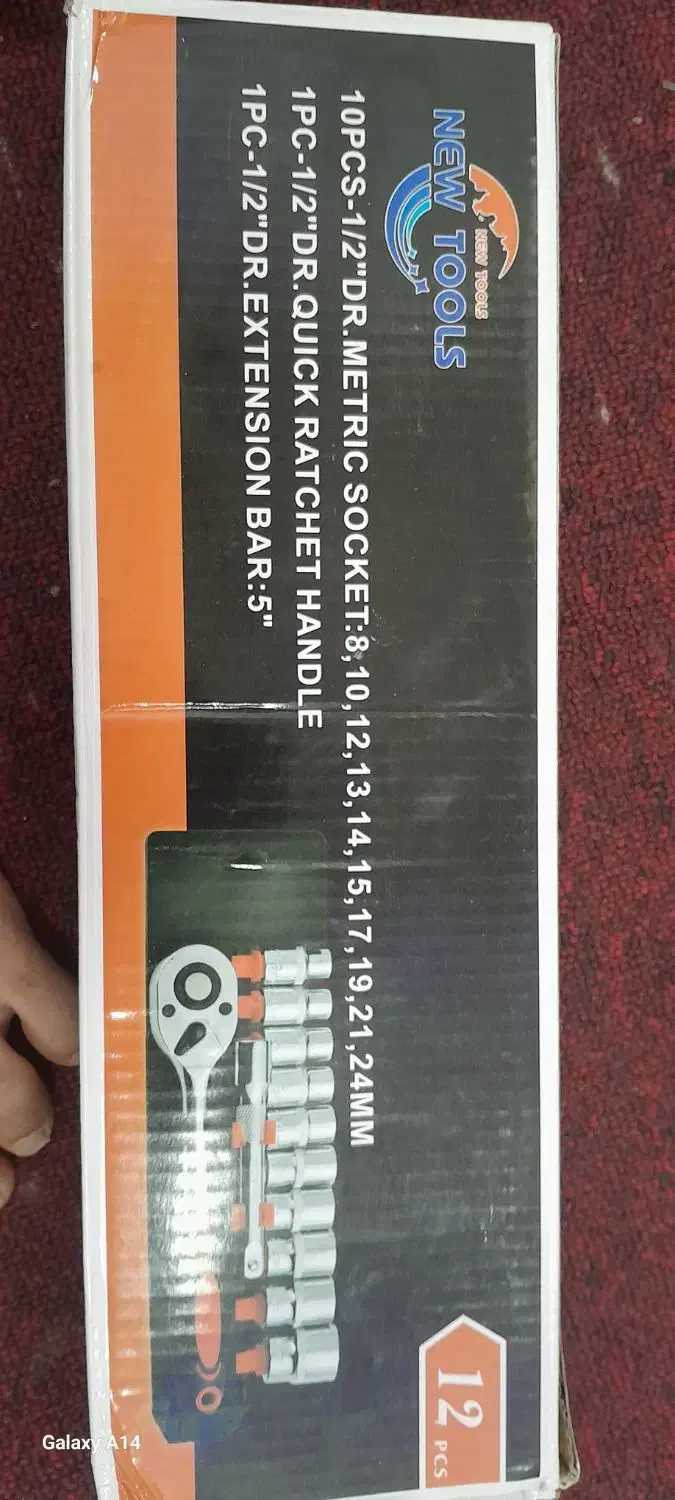 NEW TOOLS
NEW TOOLS
10PCS-1/2"DR.METRIC SOCKET:8,10,12,13,14,15,17,19,21,24MM
1PC-1/2"DR.QUICK RATCHET HANDLE
1PC-1/2"DR.EXTENSION BAR:5"
12 PCS
Galaxy A14